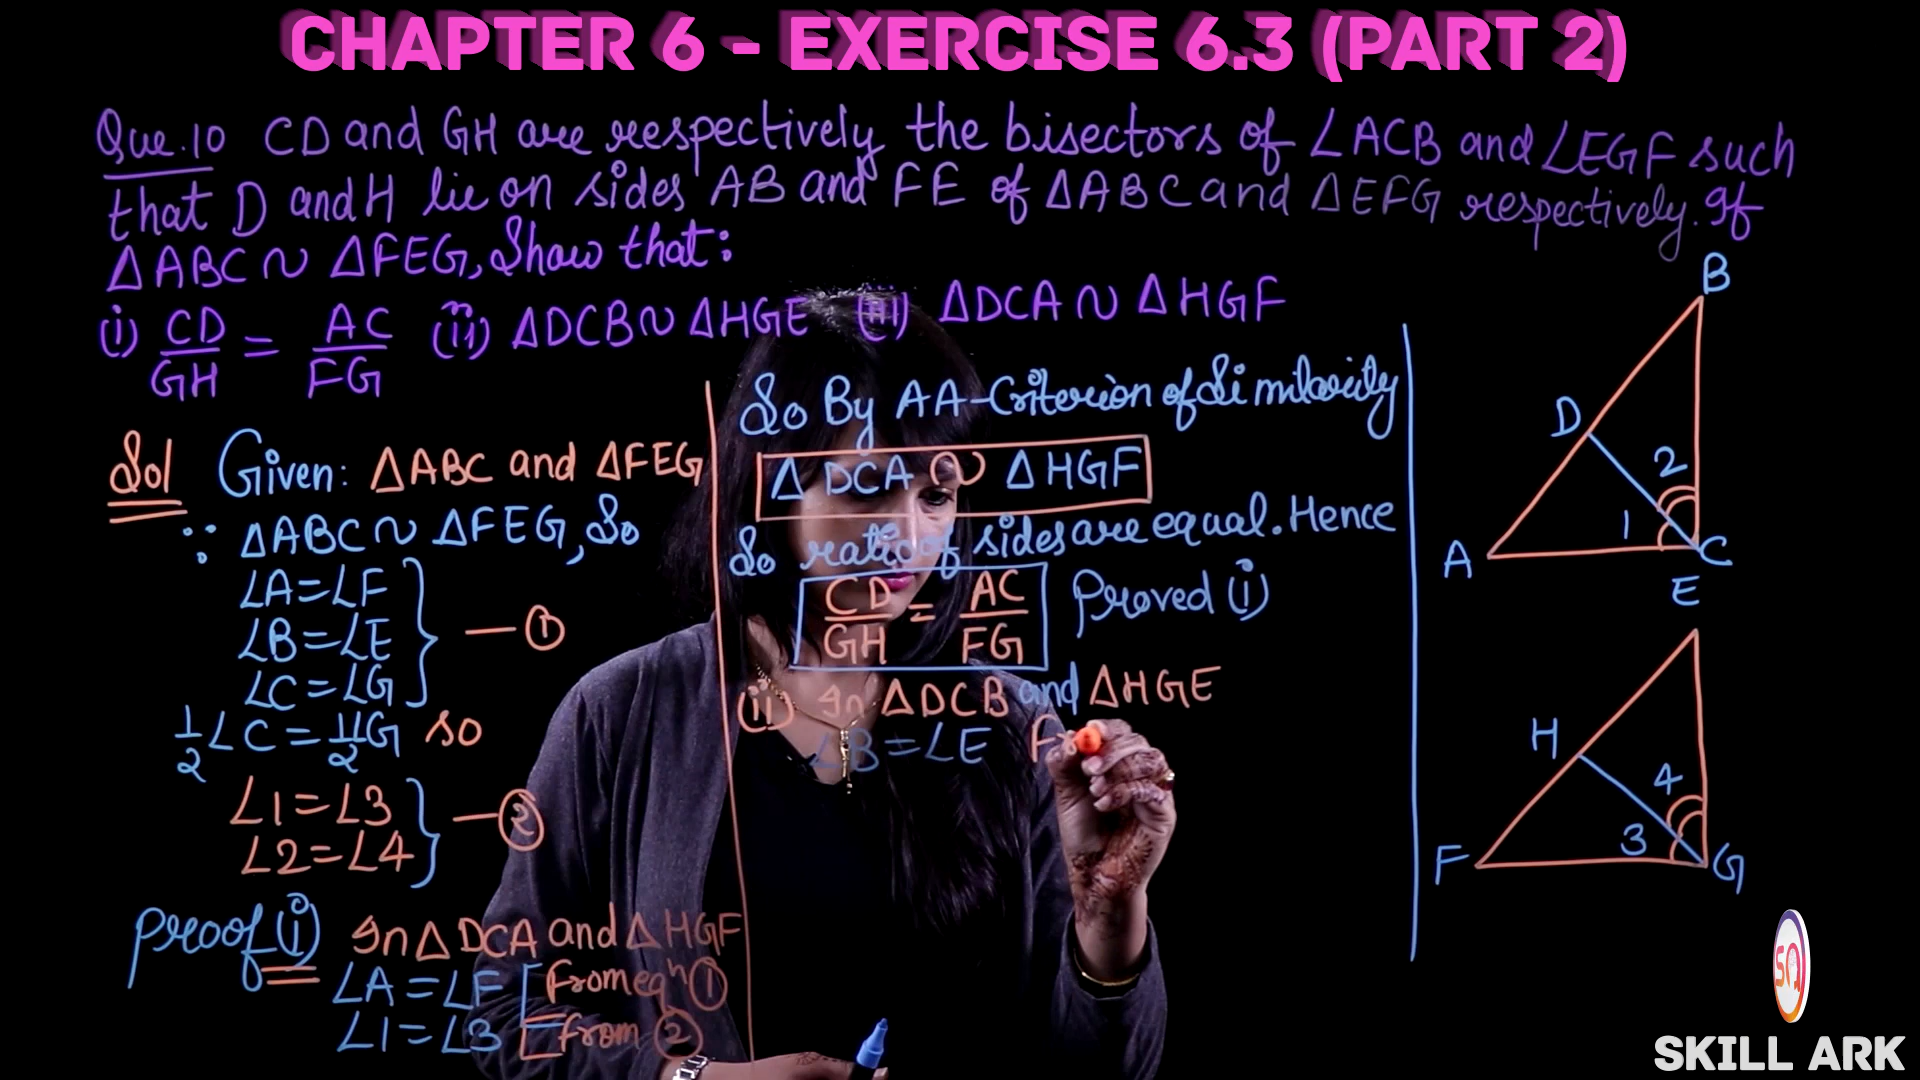 CHAPTER 6 - EXERCISE 6.3 (PART 2)
Que.10 CD and GH are respectively the bisectors of ∠ACB and ∠EGF such
that D and H lie on sides AB and FE of ΔABC and ΔEFG respectively. If
ΔABC ~ ΔFEG, Show that:
(i) CD/GH = AC/FG (ii) ΔDCB ~ ΔHGE (iii) ΔDCA ~ ΔHGF
Sol Given: ΔABC and ΔFEG
∵ ΔABC ~ ΔFEG, So
∠A = ∠F
∠B = ∠E — ①
∠C = ∠G
1/2 ∠C = 1/2 ∠G so
∠1 = ∠3
∠2 = ∠4 — ②
Proof (i) In Δ DCA and Δ HGF
∠A = ∠F [From eqⁿ ①
∠1 = ∠3 [from ②
So By AA-Criterion of Similarity
Δ DCA ~ Δ HGF
So ratio of sides are equal. Hence
CD/GH = AC/FG Proved (i)
(ii) In ΔDCB and ΔHGE
∠B = ∠E Fr
B
D
2
1
A
C
E
H
4
3
F
G
SKILL ARK